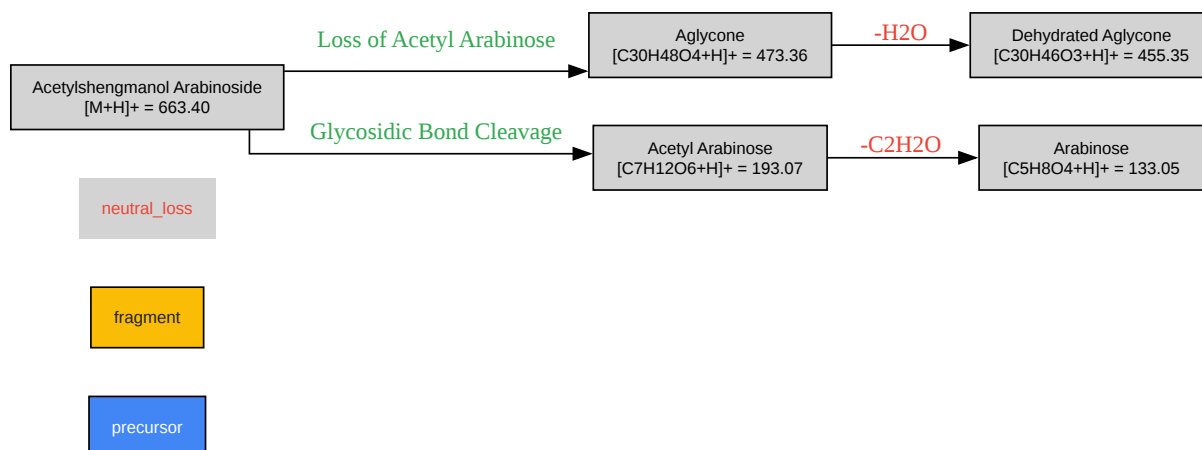 Loss of Acetyl Arabinose
Aglycone
[C30H48O4+H]+ = 473.36
-H2O
Dehydrated Aglycone
[C30H46O3+H]+ = 455.35
Acetylshengmanol Arabinoside
[M+H]+ = 663.40
Glycosidic Bond Cleavage
Acetyl Arabinose
[C7H12O6+H]+ = 193.07
-C2H2O
Arabinose
[C5H8O4+H]+ = 133.05
neutral_loss
fragment
precursor